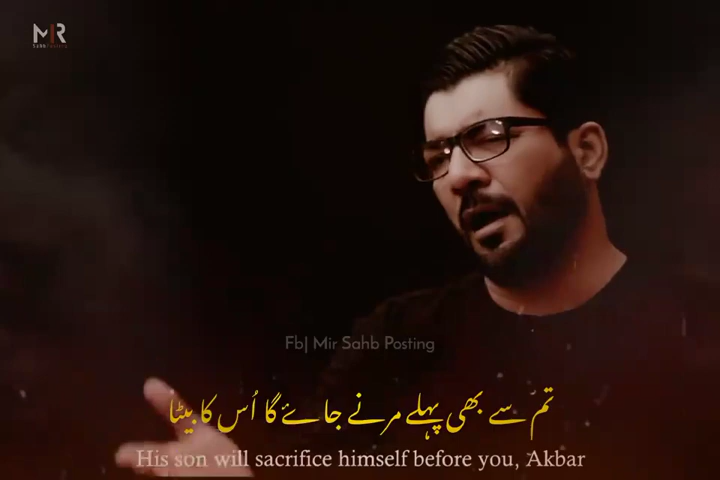 MIR
Fb| Mir Sahb Posting
تم سے بھی پہلے مرنے جائے گا اُس کا بیٹا
His son will sacrifice himself before you, Akbar